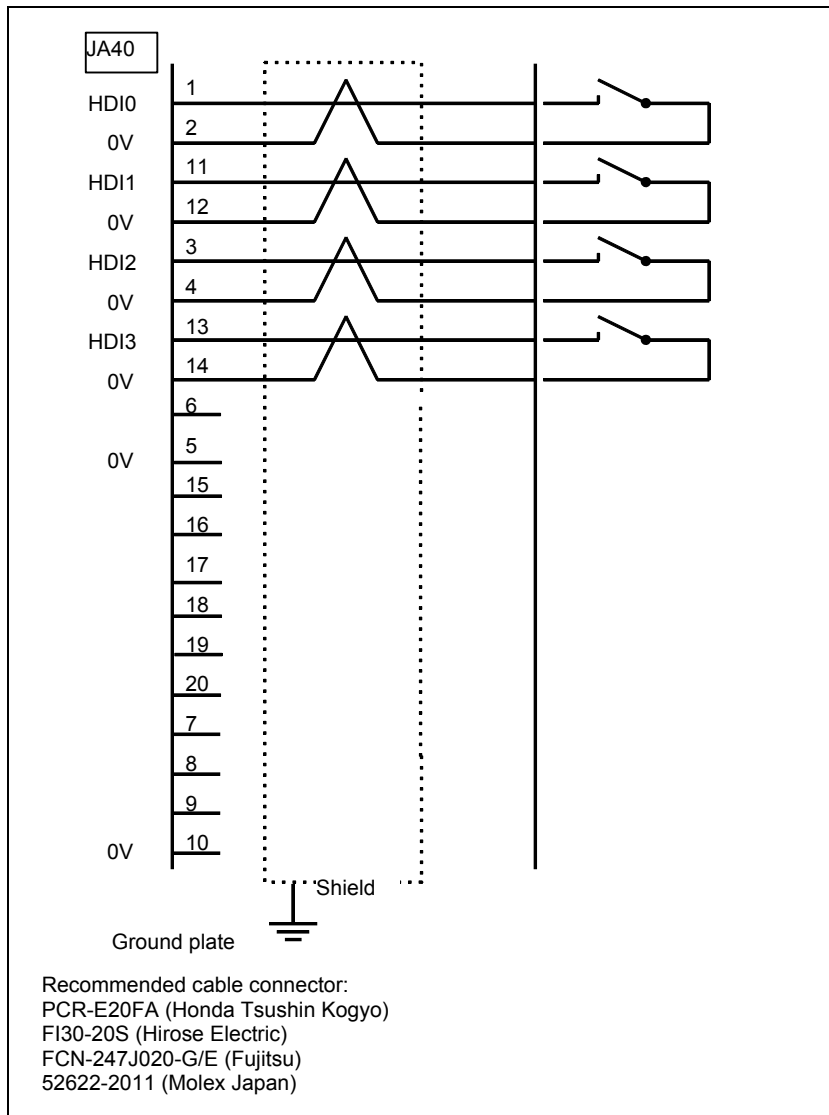 JA40
1
HDI0
2
0V
11
HDI1
12
0V
3
HDI2
4
0V
13
HDI3
14
0V
6
5
0V
15
16
17
18
19
20
7
8
9
10
0V
Shield
Ground plate
Recommended cable connector:
PCR-E20FA (Honda Tsushin Kogyo)
FI30-20S (Hirose Electric)
FCN-247J020-G/E (Fujitsu)
52622-2011 (Molex Japan)